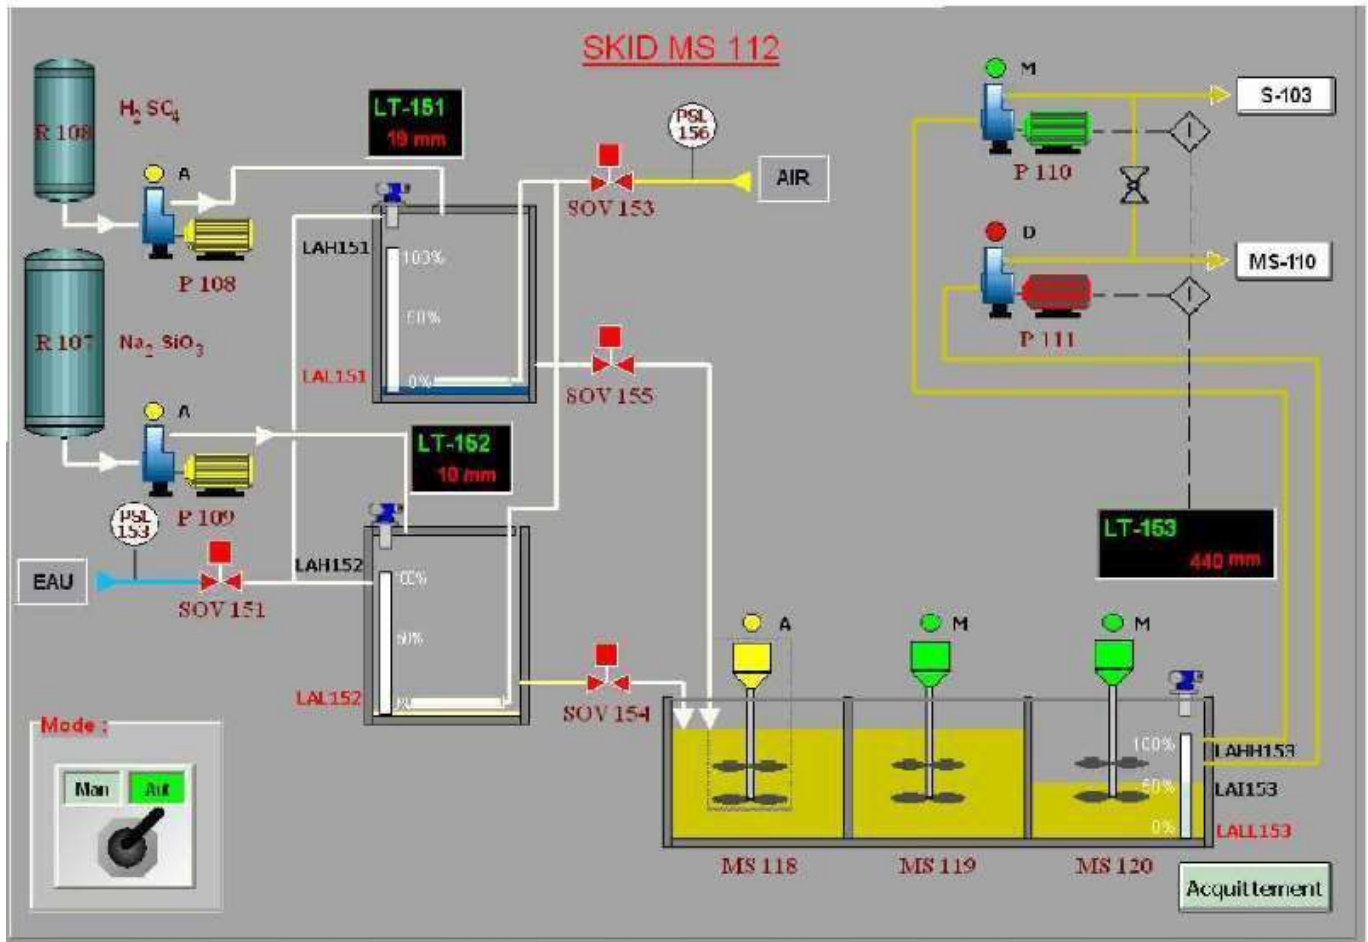 SKID MS 112
R 108
H₂ SC₄
A
P 108
LT-151
19 mm
PSL
156
AIR
SOV 153
LAH151
100%
50%
LAL151
0%
SOV 155
R 107
Na₂ SiO₃
A
P 109
LT-152
10 mm
PSL
153
EAU
SOV 151
LAH152
50%
LAL152
SOV 154
M
P 110
S-103
I
D
P 111
MS-110
I
LT-153
440 mm
A
M
M
100%
LAHH153
50%
LAI153
0%
LALL153
MS 118
MS 119
MS 120
Mode :
Man
Aut
Acquittement